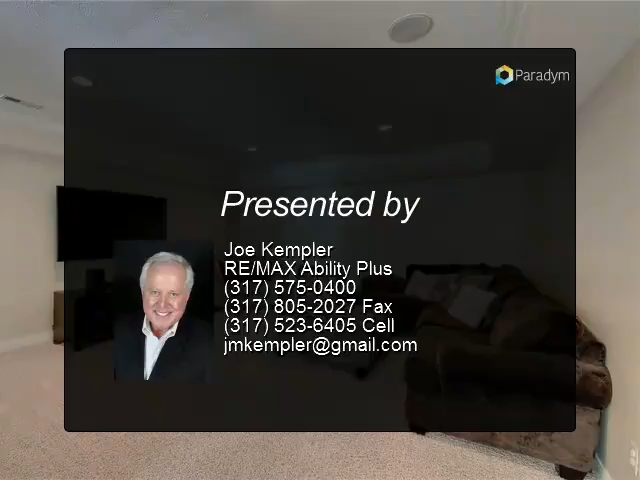 Paradym
Presented by
Joe Kempler
RE/MAX Ability Plus
(317) 575-0400
(317) 805-2027 Fax
(317) 523-6405 Cell
jmkempler@gmail.com